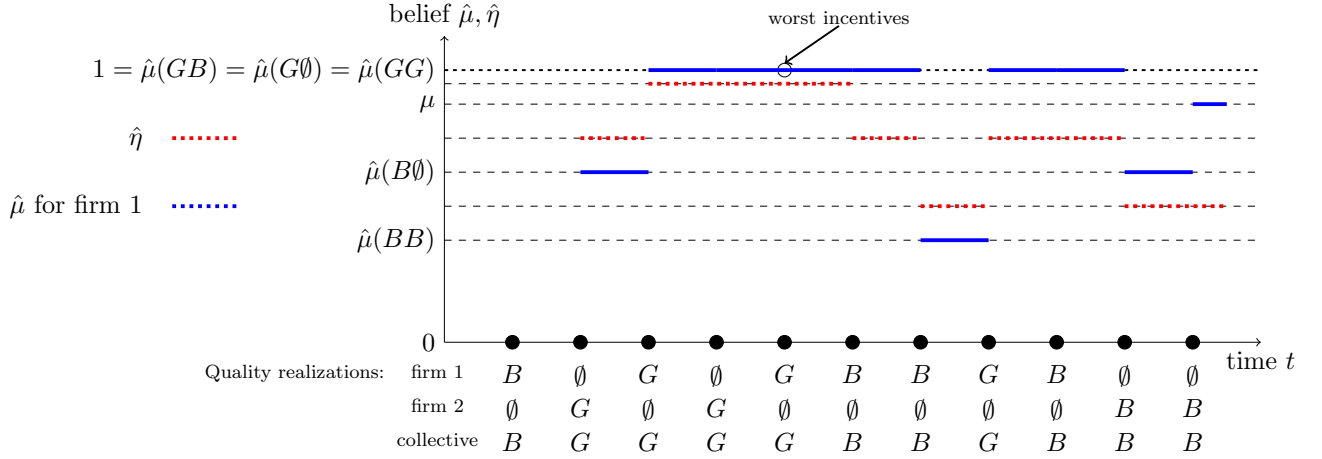 belief μ̂, η̂
worst incentives
1 = μ̂(GB) = μ̂(G∅) = μ̂(GG)
μ
η̂
μ̂(B∅)
μ̂ for firm 1
μ̂(BB)
0
time t
Quality realizations: firm 1 B ∅ G ∅ G B B G B ∅ ∅
firm 2 ∅ G ∅ G ∅ ∅ ∅ ∅ ∅ B B
collective B G G G G B B G B B B